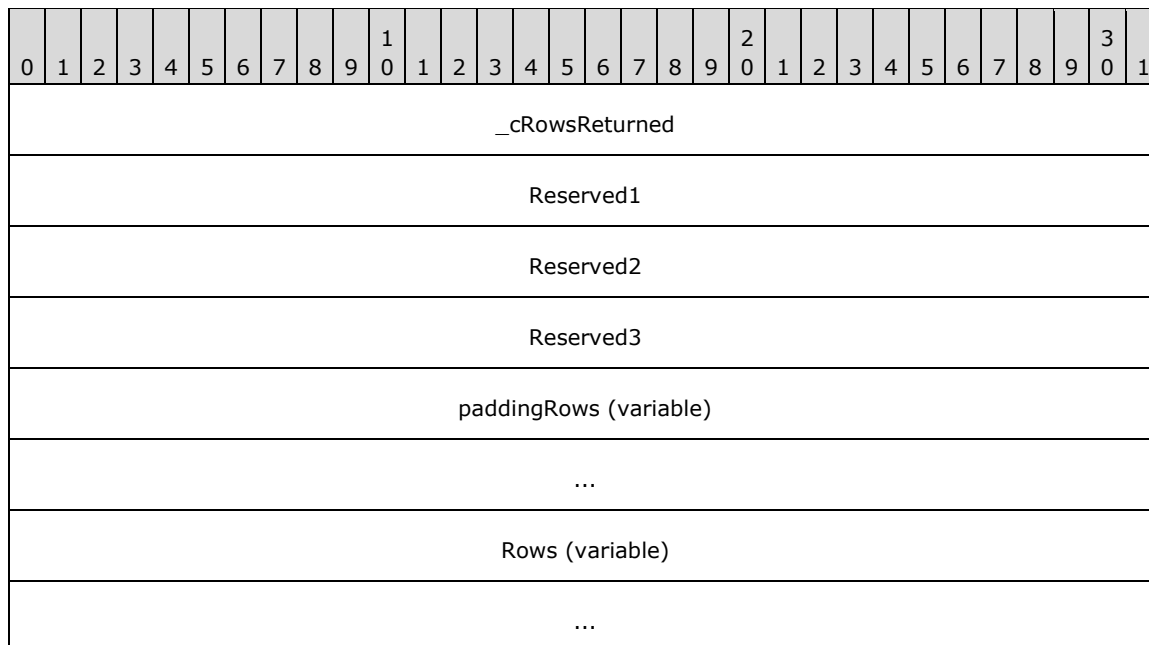 1 2 3
0 1 2 3 4 5 6 7 8 9 0 1 2 3 4 5 6 7 8 9 0 1 2 3 4 5 6 7 8 9 0 1
_cRowsReturned
Reserved1
Reserved2
Reserved3
paddingRows (variable)
...
Rows (variable)
...